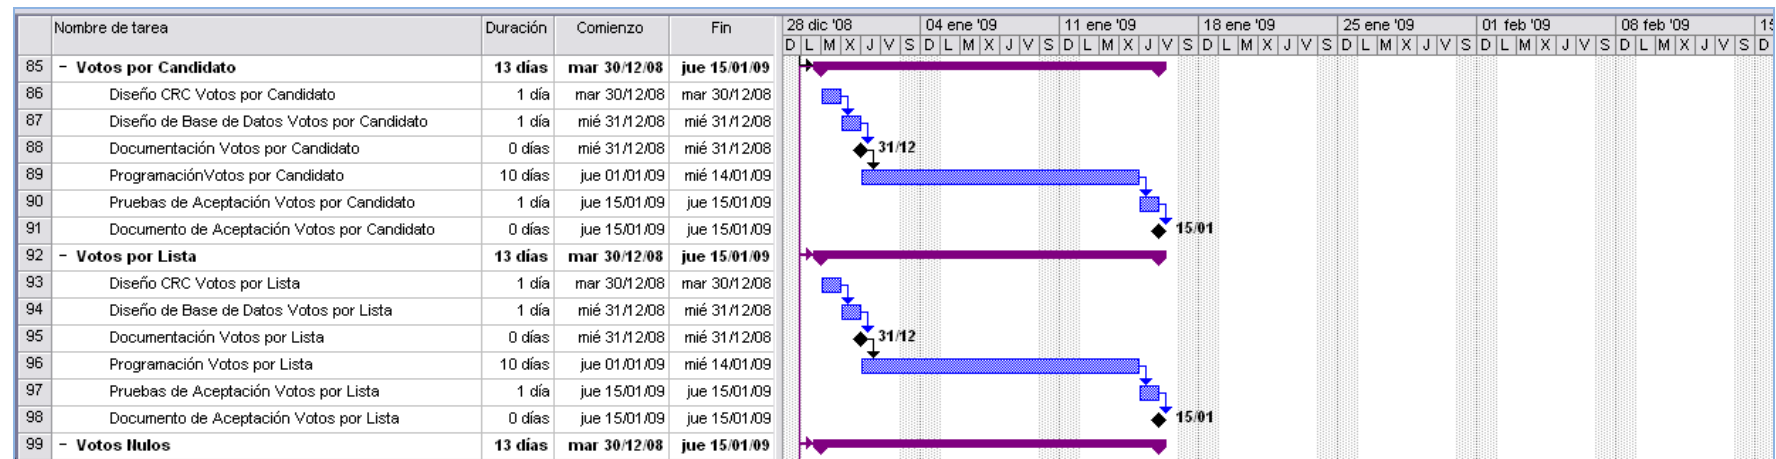 Nombre de tarea Duración Comienzo Fin 28 dic '08 04 ene '09 11 ene '09 18 ene '09 25 ene '09 01 feb '09 08 feb '09
D L M X J V S D L M X J V S D L M X J V S D L M X J V S D L M X J V S D L M X J V S D L M X J V S D
85 − Votos por Candidato 13 días mar 30/12/08 jue 15/01/09
86 Diseño CRC Votos por Candidato 1 día mar 30/12/08 mar 30/12/08
87 Diseño de Base de Datos Votos por Candidato 1 día mié 31/12/08 mié 31/12/08
88 Documentación Votos por Candidato 0 días mié 31/12/08 mié 31/12/08 31/12
89 ProgramaciónVotos por Candidato 10 días jue 01/01/09 mié 14/01/09
90 Pruebas de Aceptación Votos por Candidato 1 día jue 15/01/09 jue 15/01/09
91 Documento de Aceptación Votos por Candidato 0 días jue 15/01/09 jue 15/01/09 15/01
92 − Votos por Lista 13 días mar 30/12/08 jue 15/01/09
93 Diseño CRC Votos por Lista 1 día mar 30/12/08 mar 30/12/08
94 Diseño de Base de Datos Votos por Lista 1 día mié 31/12/08 mié 31/12/08
95 Documentación Votos por Lista 0 días mié 31/12/08 mié 31/12/08 31/12
96 Programación Votos por Lista 10 días jue 01/01/09 mié 14/01/09
97 Pruebas de Aceptación Votos por Lista 1 día jue 15/01/09 jue 15/01/09
98 Documento de Aceptación Votos por Lista 0 días jue 15/01/09 jue 15/01/09 15/01
99 − Votos Nulos 13 días mar 30/12/08 jue 15/01/09